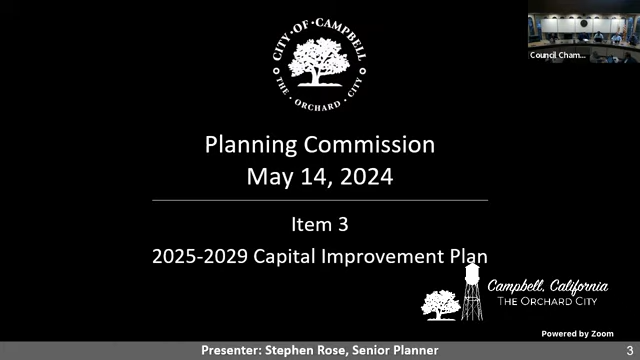 CITY·OF·CAMPBELL
·THE·ORCHARD·CITY·
Council Cham...
Planning Commission
May 14, 2024
Item 3
2025-2029 Capital Improvement Plan
Campbell, California
THE ORCHARD CITY
Powered by Zoom
Presenter: Stephen Rose, Senior Planner
3